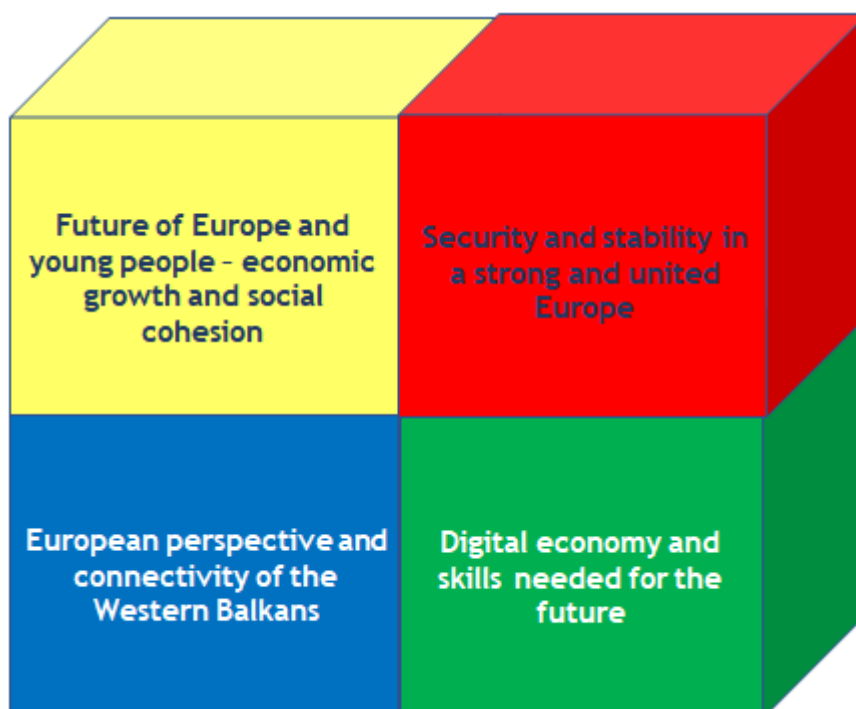 Future of Europe and
young people – economic
growth and social
cohesion
Security and stability in
a strong and united
Europe
European perspective and
connectivity of the
Western Balkans
Digital economy and
skills needed for the
future